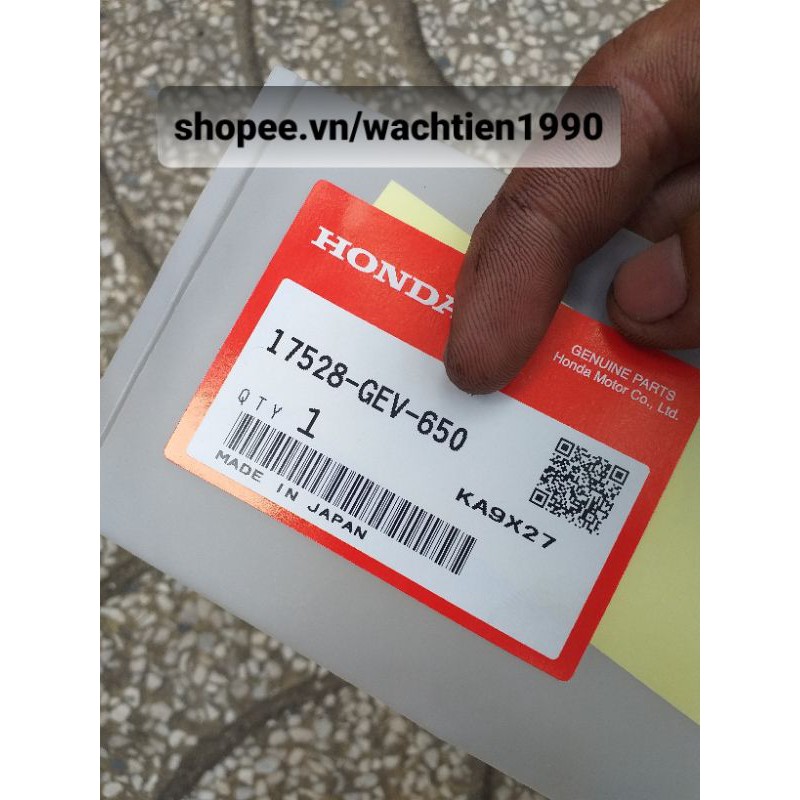 shopee.vn/wachtien1990
HONDA
GENUINE PARTS
Honda Motor Co., Ltd.
17528-GEV-650
QTY 1
KA9X27
MADE IN JAPAN